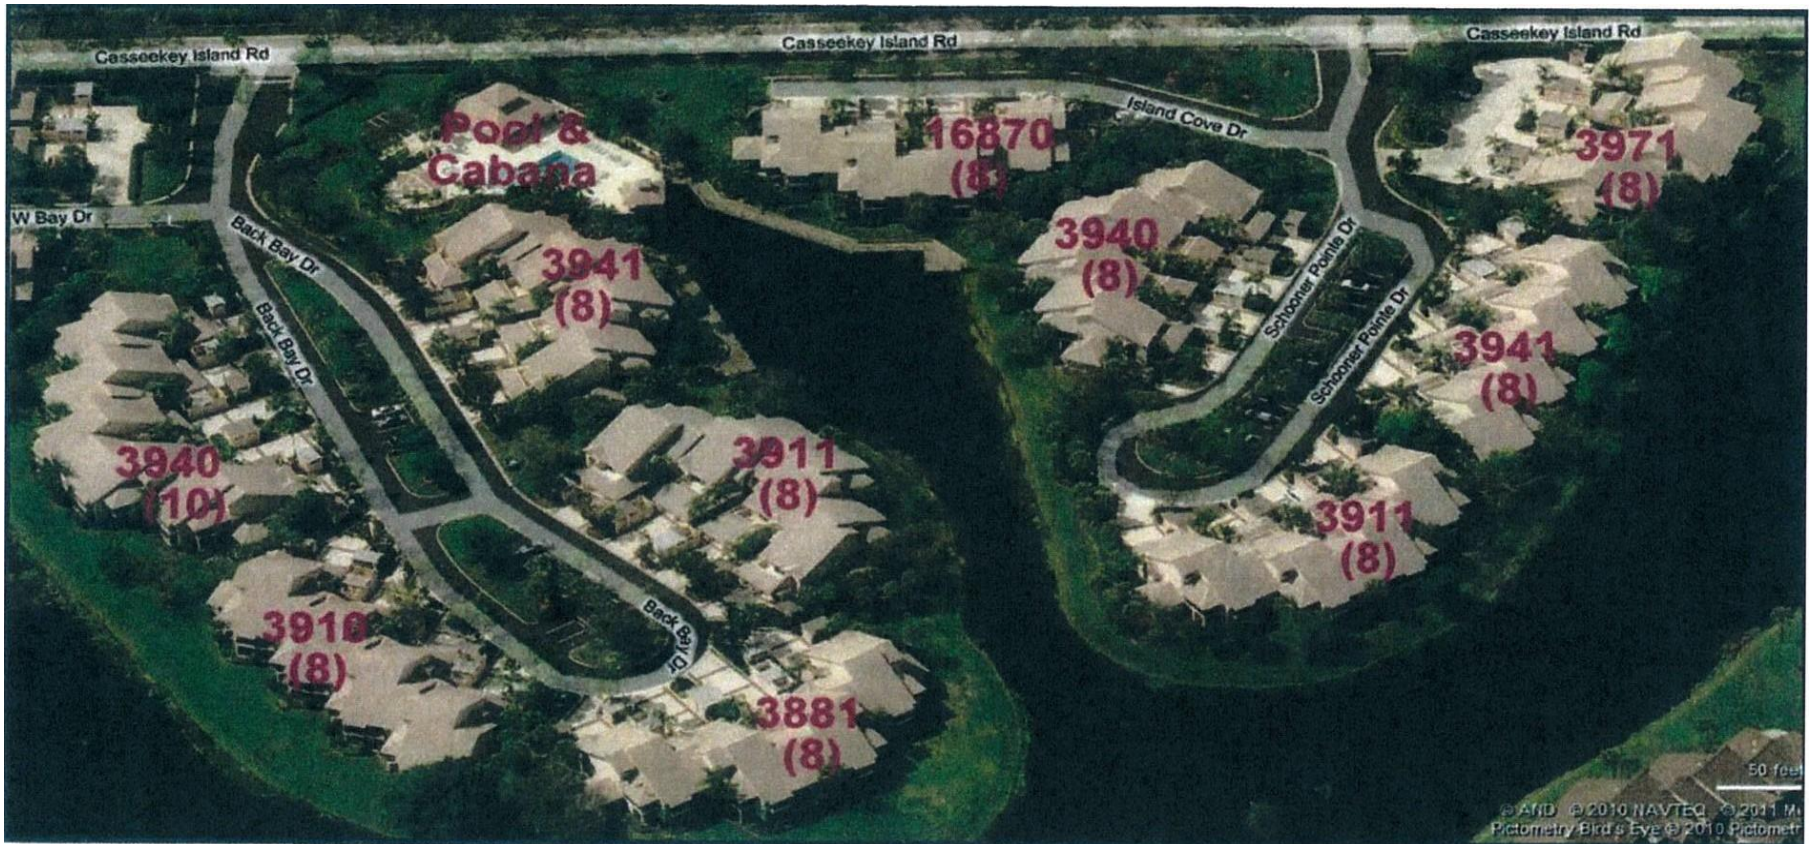 Casseekey Island Rd
Casseekey Island Rd
Casseekey Island Rd
Pool &
Cabana
16870
(8)
Island Cove Dr
3971
(8)
W Bay Dr
Back Bay Dr
3941
(8)
3940
(8)
Schooner Pointe Dr
Schooner Pointe Dr
3941
(8)
Back Bay Dr
3940
(10)
3911
(8)
3911
(8)
3910
(8)
Back Bay Dr
3881
(8)
50 feet
© AND © 2010 NAVTEQ © 2011 Mi
Pictometry Bird's Eye © 2010 Pictometr